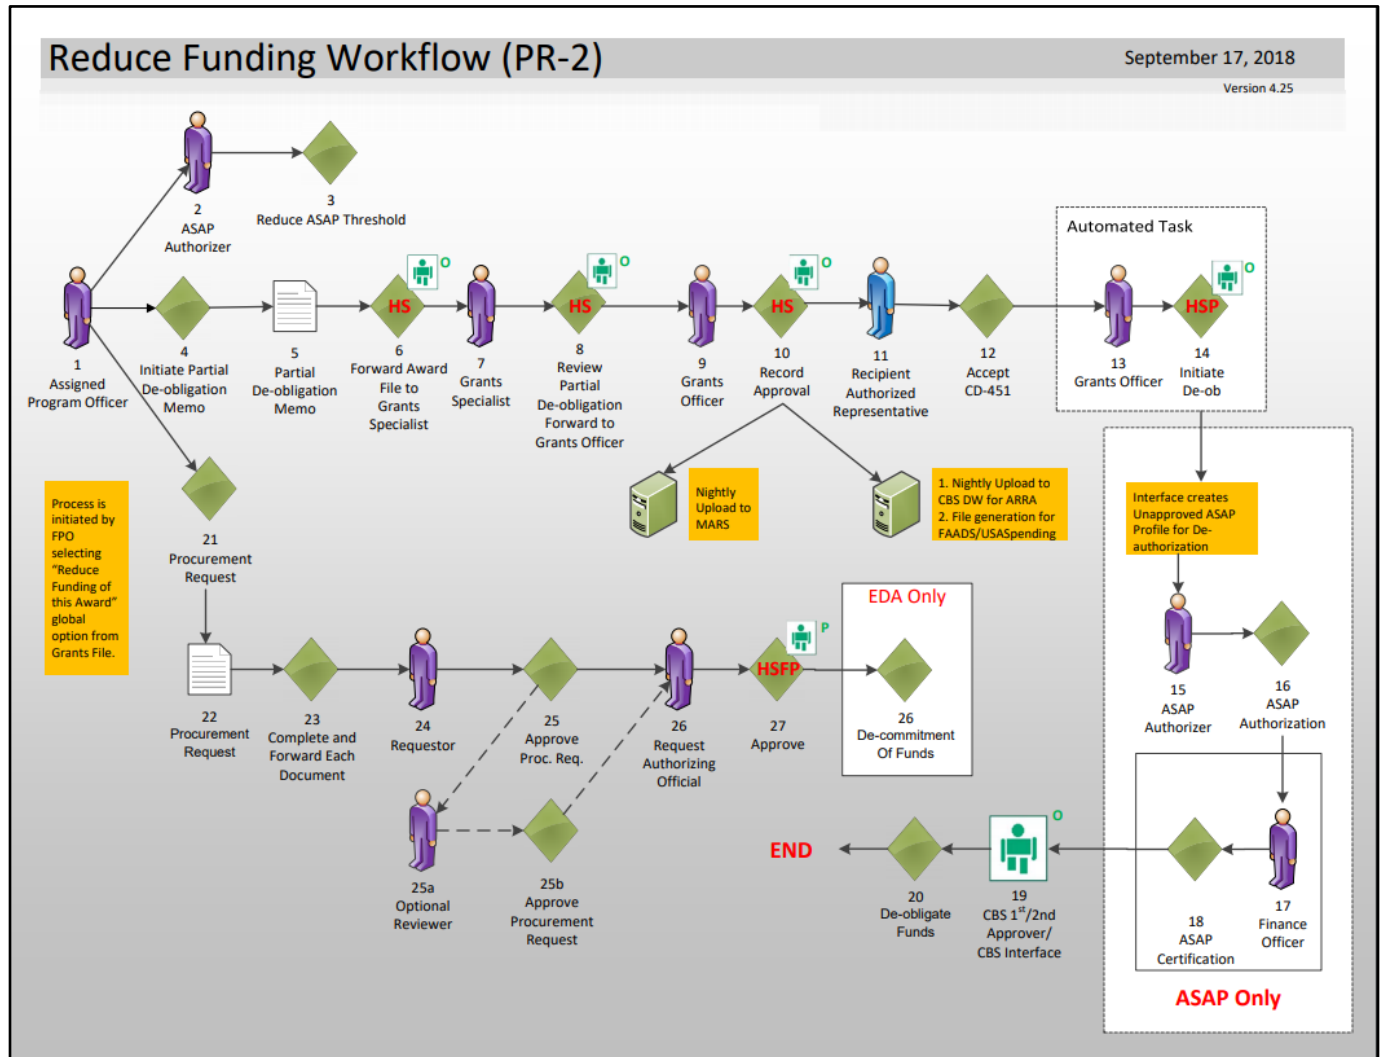 Reduce Funding Workflow (PR-2)
September 17, 2018
Version 4.25
2
ASAP
Authorizer
3
Reduce ASAP Threshold
1
Assigned
Program Officer
4
Initiate Partial
De-obligation
Memo
5
Partial
De-obligation
Memo
HS
O
6
Forward Award
File to
Grants
Specialist
7
Grants
Specialist
HS
O
8
Review
Partial
De-obligation
Forward to
Grants Officer
9
Grants
Officer
HS
O
10
Record
Approval
11
Recipient
Authorized
Representative
12
Accept
CD-451
Automated Task
13
Grants Officer
HSP
O
14
Initiate
De-ob
Nightly
Upload to
MARS
1. Nightly Upload to
CBS DW for ARRA
2. File generation for
FAADS/USASpending
Interface creates
Unapproved ASAP
Profile for De-
authorization
Process is
initiated by
FPO
selecting
“Reduce
Funding of
this Award”
global
option from
Grants File.
21
Procurement
Request
22
Procurement
Request
23
Complete and
Forward Each
Document
24
Requestor
25
Approve
Proc. Req.
26
Request
Authorizing
Official
HSFP
P
27
Approve
EDA Only
26
De-commitment
Of Funds
15
ASAP
Authorizer
16
ASAP
Authorization
25a
Optional
Reviewer
25b
Approve
Procurement
Request
END
20
De-obligate
Funds
O
19
CBS 1st/2nd
Approver/
CBS Interface
18
ASAP
Certification
17
Finance
Officer
ASAP Only